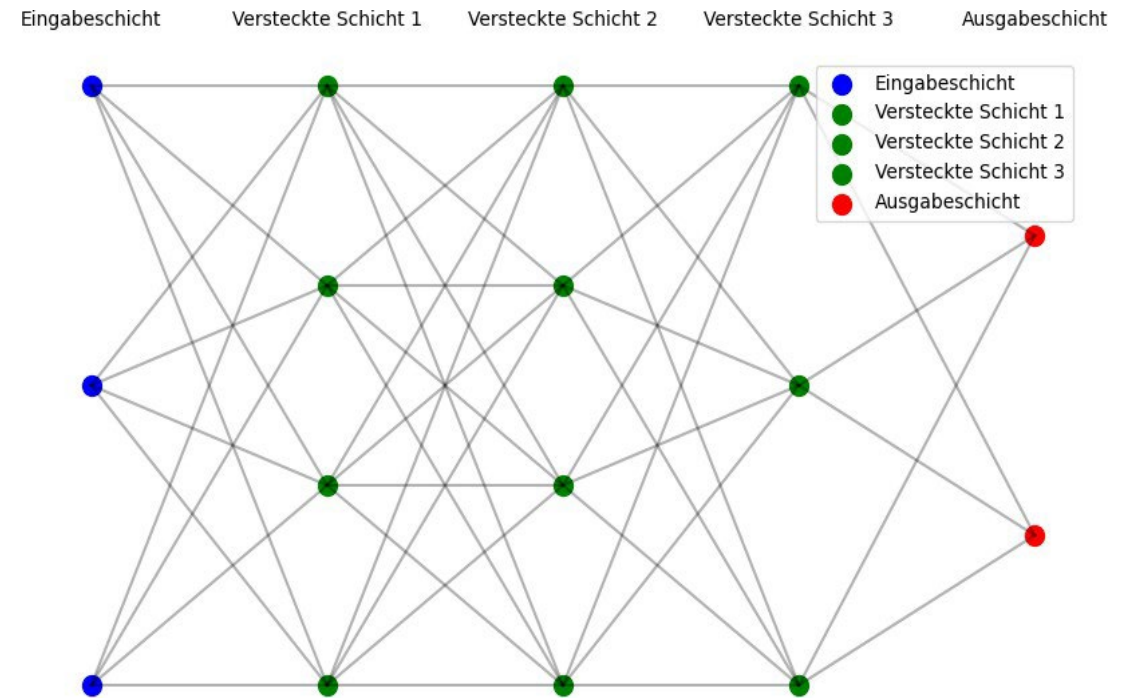 Eingabeschicht Versteckte Schicht 1 Versteckte Schicht 2 Versteckte Schicht 3 Ausgabeschicht
Eingabeschicht
Versteckte Schicht 1
Versteckte Schicht 2
Versteckte Schicht 3
Ausgabeschicht